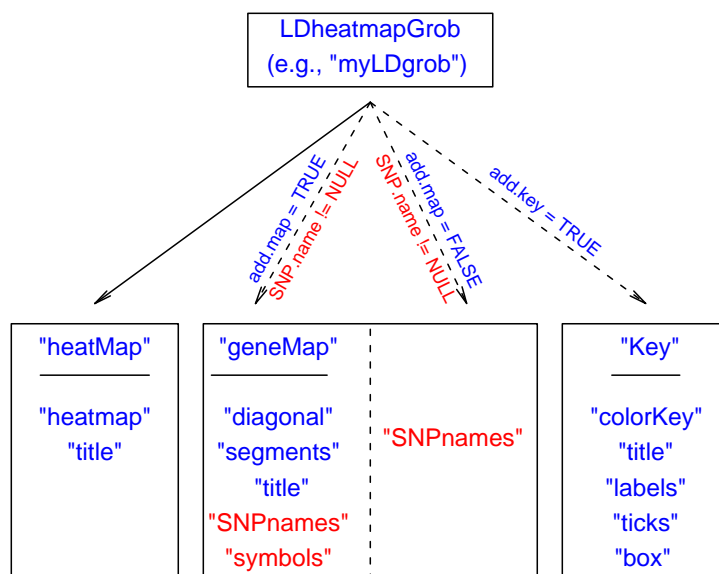 LDheatmapGrob
(e.g., "myLDgrob")
add.map = TRUE
SNP.name != NULL
add.map = FALSE
SNP.name != NULL
add.key = TRUE
"heatMap"
"heatmap"
"title"
"geneMap"
"diagonal"
"segments"
"title"
"SNPnames"
"symbols"
"SNPnames"
"Key"
"colorKey"
"title"
"labels"
"ticks"
"box"